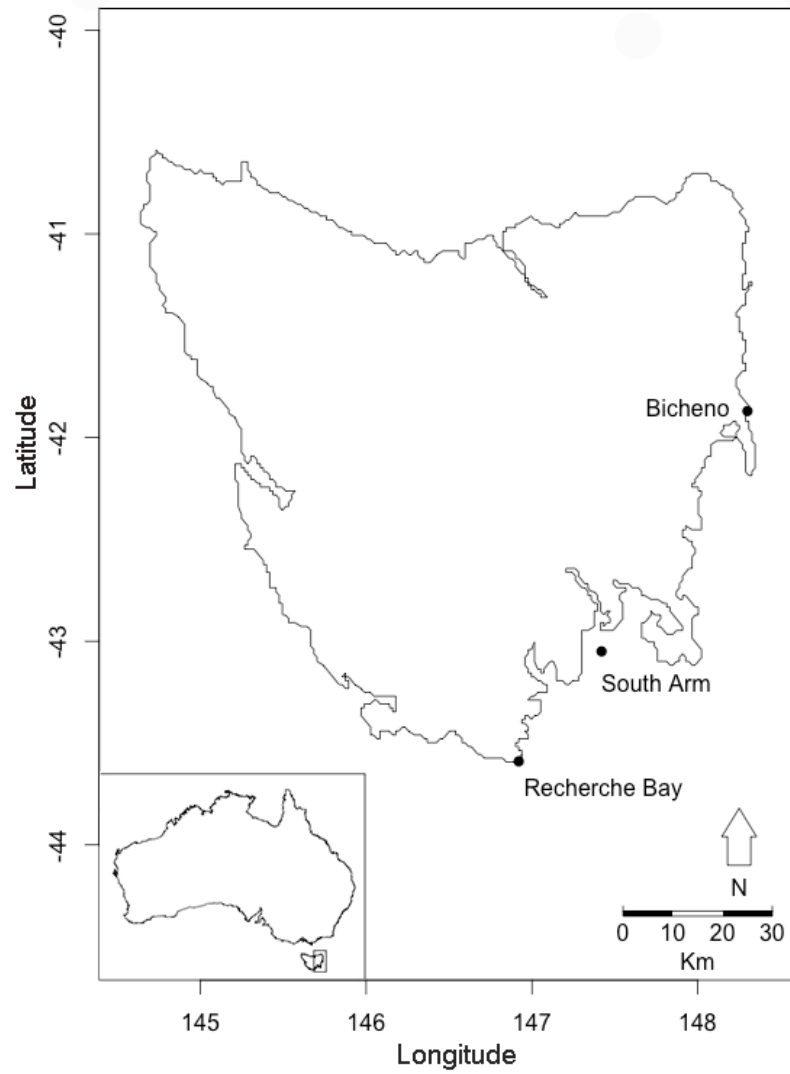 -40
-41
-42
-43
-44
Latitude
Bicheno
South Arm
Recherche Bay
N
0 10 20 30
Km
145 146 147 148
Longitude